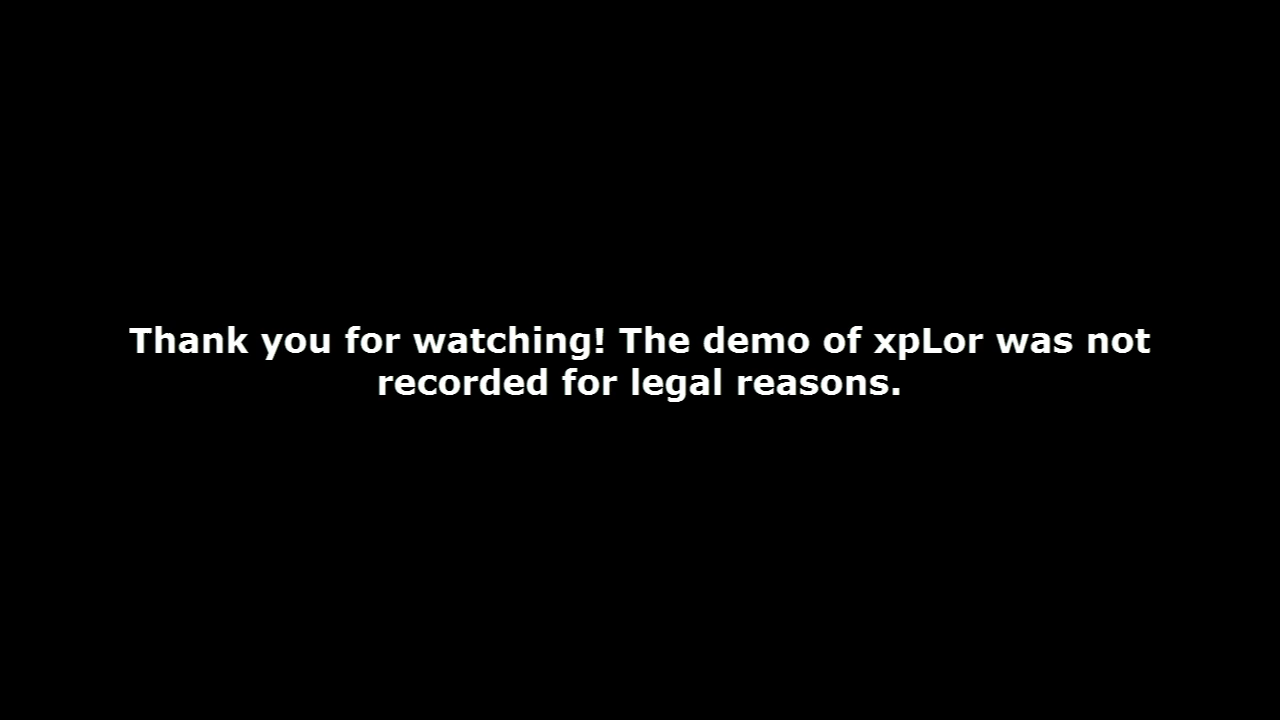 Thank you for watching! The demo of xpLor was not
recorded for legal reasons.